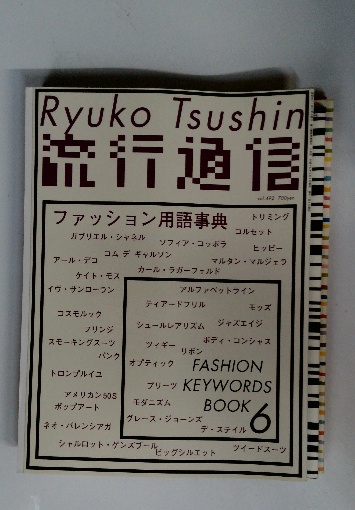 Ryuko Tsushin
流行通信
vol.492 700yen
ファッション用語事典
トリミング
コルセット
ガブリエル・シャネル
ソフィア・コッポラ
ヒッピー
コム デ ギャルソン
アール・デコ
マルタン・マルジェラ
カール・ラガーフェルド
ケイト・モス
イヴ・サンローラン
アルファベットライン
ティアードフリル
モッズ
コスモルック
シュールレアリスム
ジャズエイジ
フリンジ
スモーキングスーツ
ツィギー
ボディ・コンシャス
リボン
パンク
オプティック
FASHION
トロンプルイユ
プリーツ
KEYWORDS
アメリカン50S
モダニズム
BOOK
6
ポップアート
グレース・ジョーンズ
ネオ・バレンシアガ
デ・ステイル
シャルロット・ゲンズブール
ビッグシルエット
ツイードスーツ